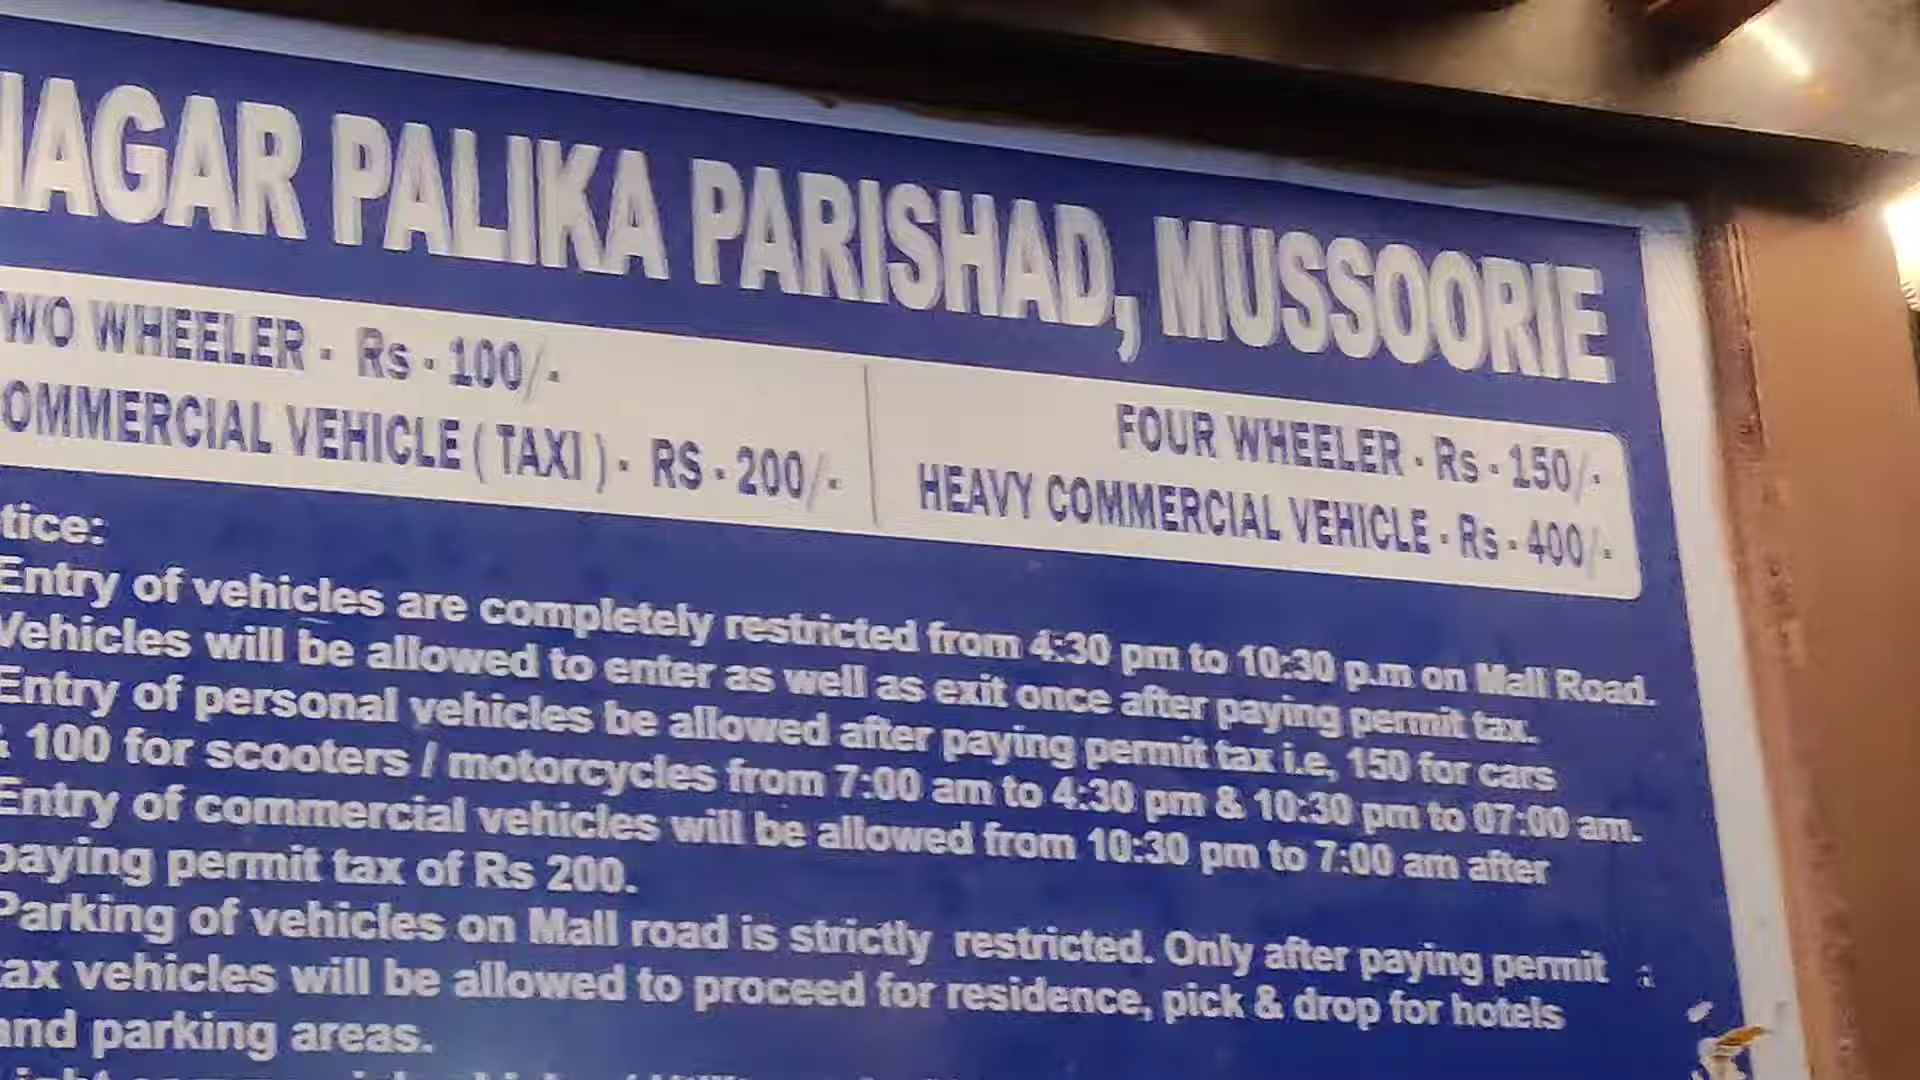 NAGAR PALIKA PARISHAD, MUSSOORIE
TWO WHEELER - Rs - 100/-
COMMERCIAL VEHICLE ( TAXI ) - RS - 200/-
FOUR WHEELER - Rs - 150/-
HEAVY COMMERCIAL VEHICLE - Rs - 400/-
tice:
Entry of vehicles are completely restricted from 4:30 pm to 10:30 p.m on Mall Road.
Vehicles will be allowed to enter as well as exit once after paying permit tax.
Entry of personal vehicles be allowed after paying permit tax i.e, 150 for cars
& 100 for scooters / motorcycles from 7:00 am to 4:30 pm & 10:30 pm to 07:00 am.
Entry of commercial vehicles will be allowed from 10:30 pm to 7:00 am after
paying permit tax of Rs 200.
Parking of vehicles on Mall road is strictly restricted. Only after paying permit
tax vehicles will be allowed to proceed for residence, pick & drop for hotels
and parking areas.